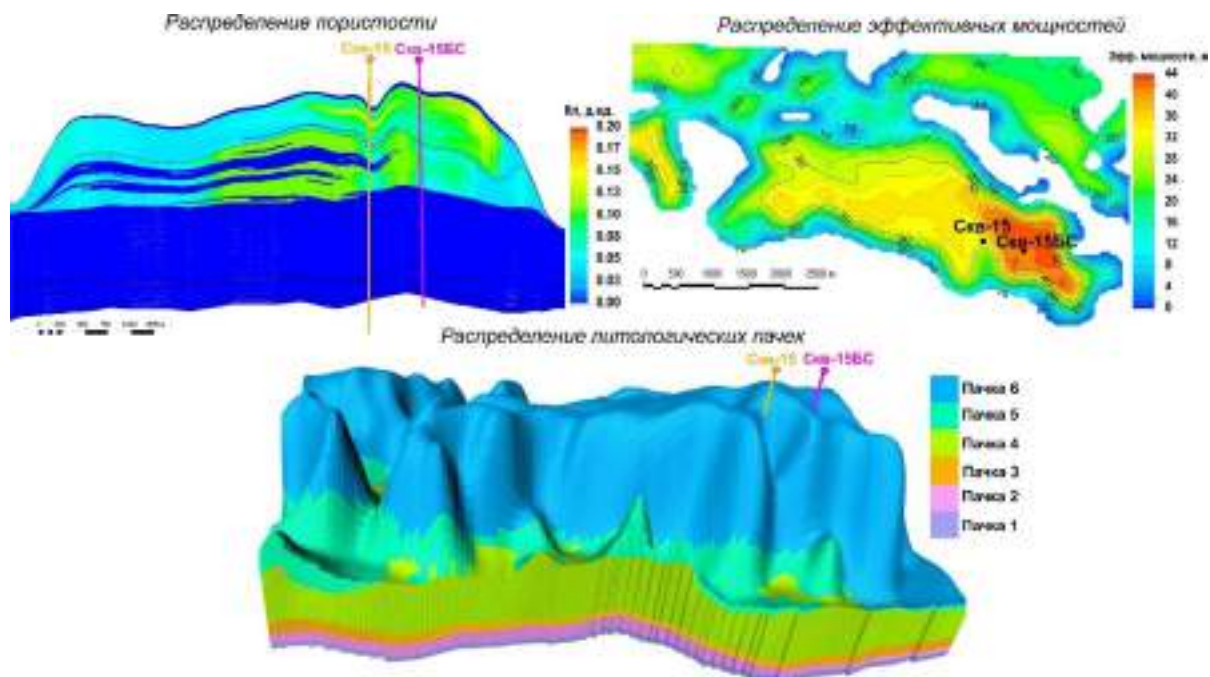 Распределение пористости
Скв-15 Скв-15БС
Кп, д.ед.
0.20
0.17
0.15
0.13
0.10
0.08
0.05
0.03
0.00
Распределение эффективных мощностей
Эфф. мощность, м
44
40
36
32
28
24
20
16
12
8
4
0
Скв-15
Скв-15БС
0 500 1000 1500 2000 2500 м
Распределение литологических пачек
Скв-15 Скв-15БС
Пачка 6
Пачка 5
Пачка 4
Пачка 3
Пачка 2
Пачка 1